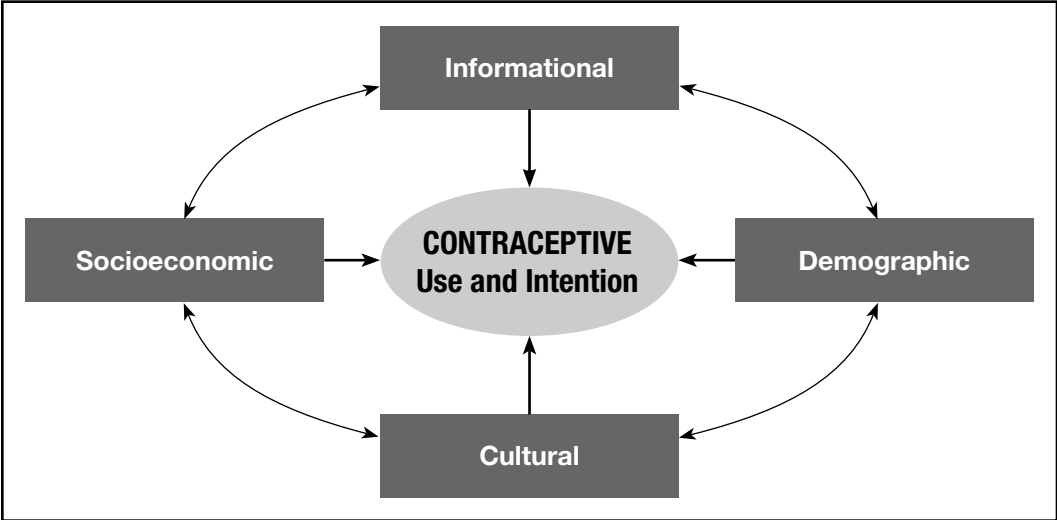 Informational
Socioeconomic
CONTRACEPTIVE
Use and Intention
Demographic
Cultural